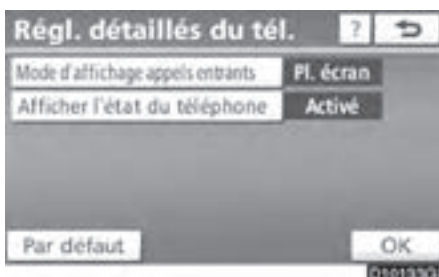 Régl. détaillés du tél. ?
Mode d'affichage appels entrants Pl. écran
Afficher l'état du téléphone Activé
Par défaut OK